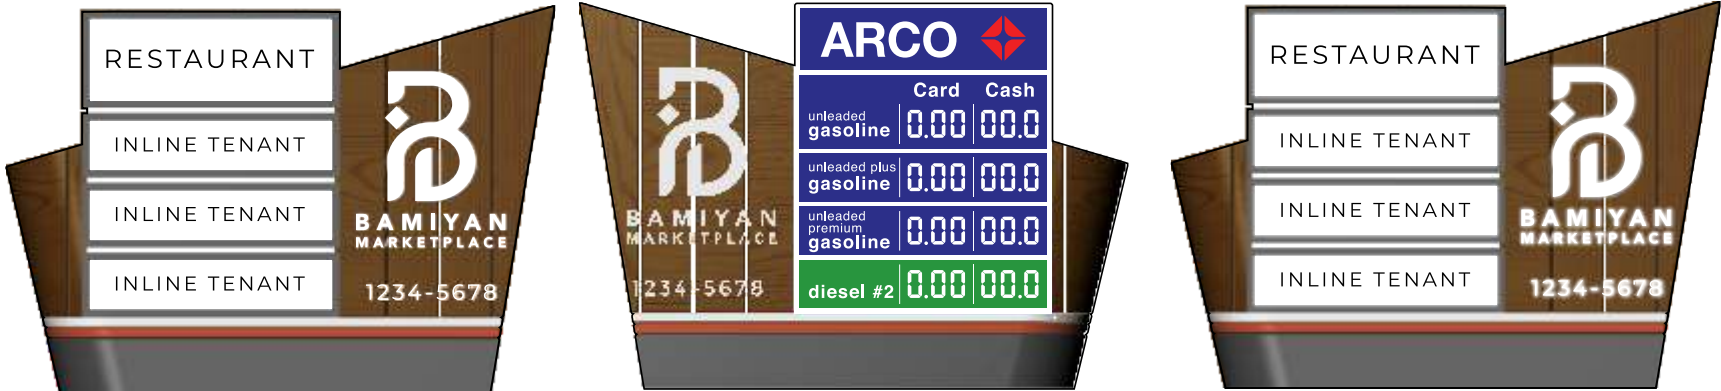 RESTAURANT
INLINE TENANT
INLINE TENANT
INLINE TENANT
BAMIYAN
MARKETPLACE
1234-5678
BAMIYAN
MARKETPLACE
1234-5678
ARCO
Card Cash
unleaded
gasoline 0.00 00.0
unleaded plus
gasoline 0.00 00.0
unleaded
premium
gasoline 0.00 00.0
diesel #2 0.00 00.0
RESTAURANT
INLINE TENANT
INLINE TENANT
INLINE TENANT
BAMIYAN
MARKETPLACE
1234-5678